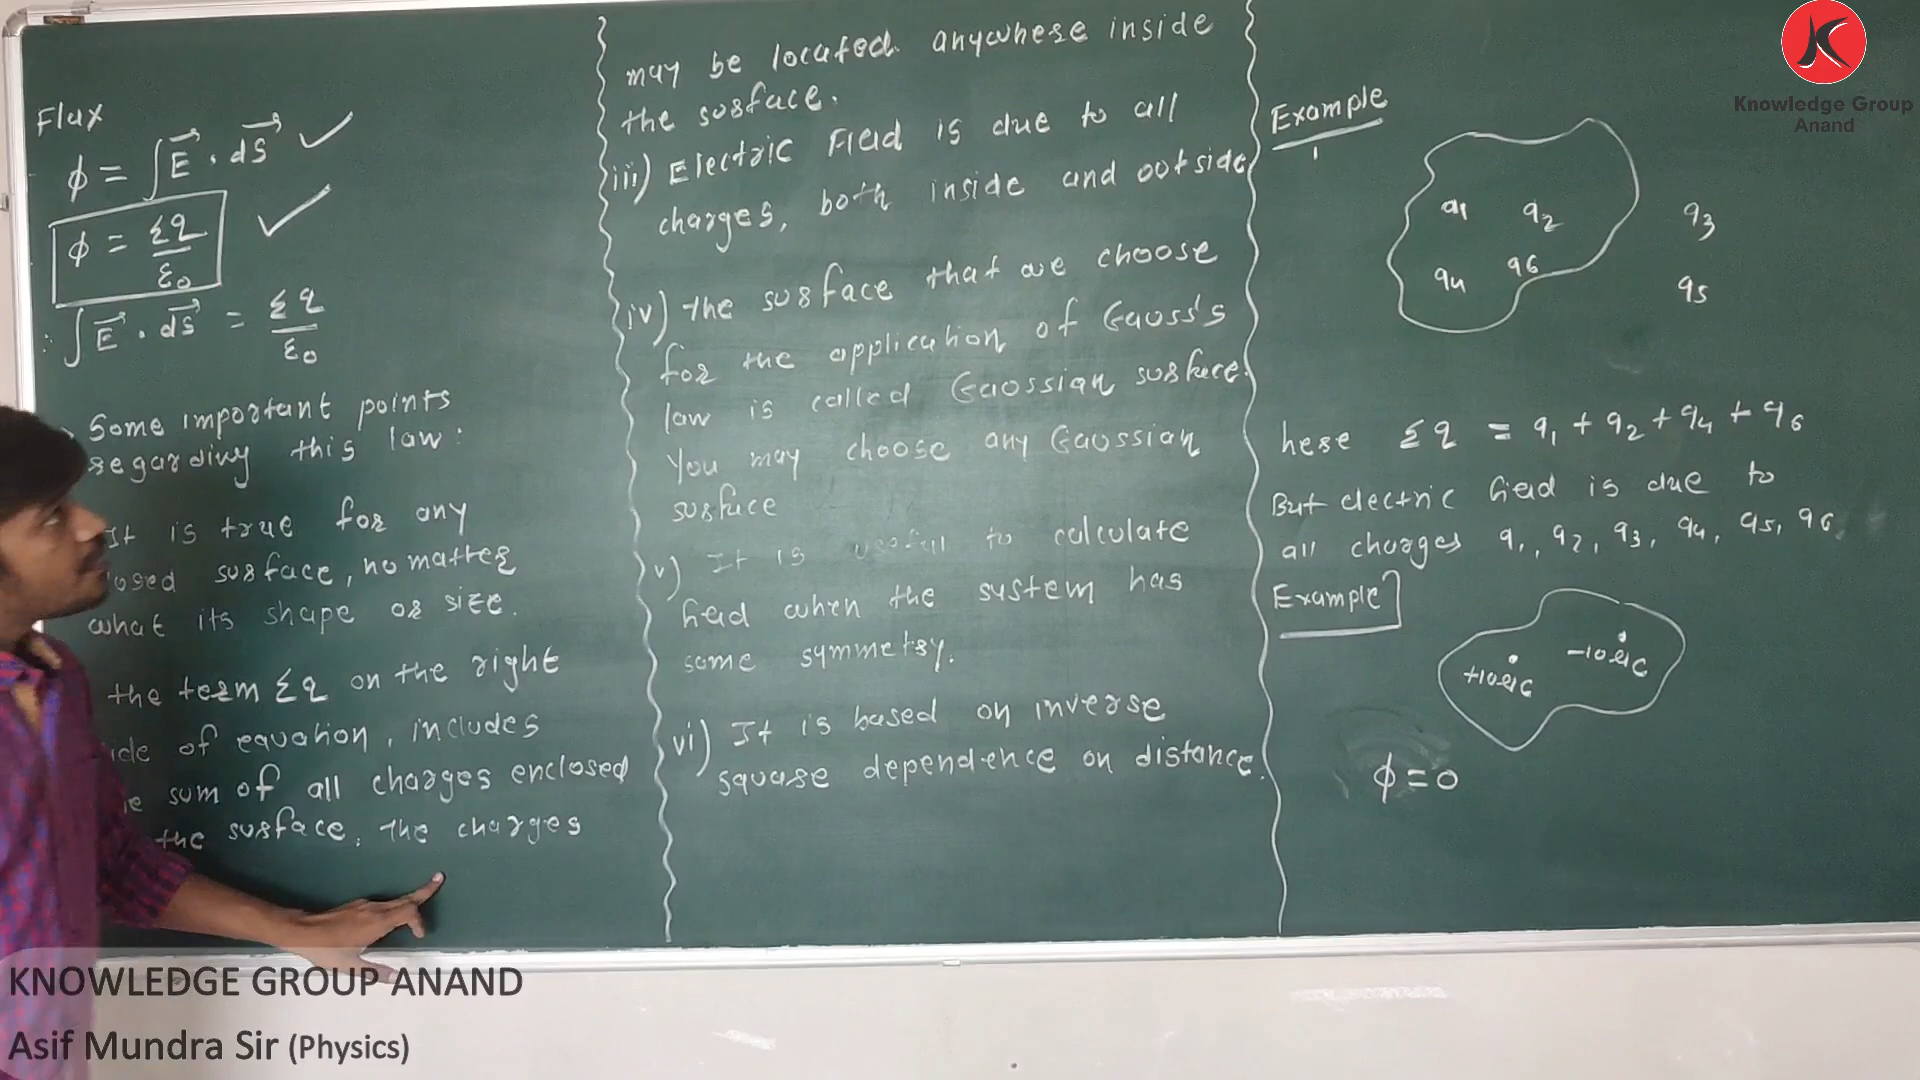 Flux
ϕ = ∫E⃗ · dS⃗ ✓
ϕ = Σq/ε₀ ✓
∴ ∫E⃗ · dS⃗ = Σq/ε₀
Some important points
regarding this law :
It is true for any
osed surface, no matter
what its shape or size.
the term Σq on the right
ide of equation, includes
e sum of all charges enclosed
the surface. The charges
may be located anywhere inside
the surface.
iii) Electric Field is due to all
charges, both inside and outside
iv) The surface that we choose
for the application of Gauss's
law is called Gaussian surface.
You may choose any Gaussian
surface
v) It is usefull to calculate
field when the system has
some symmetry.
vi) It is based on inverse
square dependence on distance.
Example
1
q₁ q₂ q₃
q₄ q₆ q₅
here Σq = q₁ + q₂ + q₄ + q₆
But electric field is due to
all charges q₁, q₂, q₃, q₄, q₅, q₆
Example
+10μC -10μC
ϕ = 0
K
Knowledge Group
Anand
KNOWLEDGE GROUP ANAND
Asif Mundra Sir (Physics)